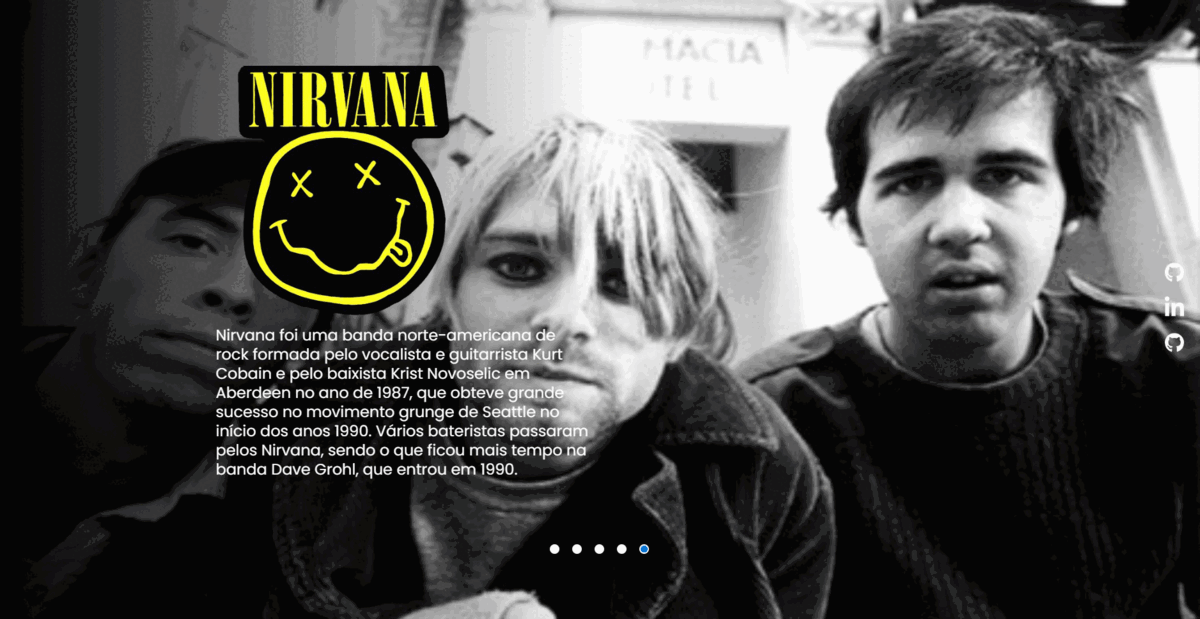 MACIA
NIRVANA
Nirvana foi uma banda norte-americana de
rock formada pelo vocalista e guitarrista Kurt
Cobain e pelo baixista Krist Novoselic em
Aberdeen no ano de 1987, que obteve grande
sucesso no movimento grunge de Seattle no
início dos anos 1990. Vários bateristas passaram
pelos Nirvana, sendo o que ficou mais tempo na
banda Dave Grohl, que entrou em 1990.
in